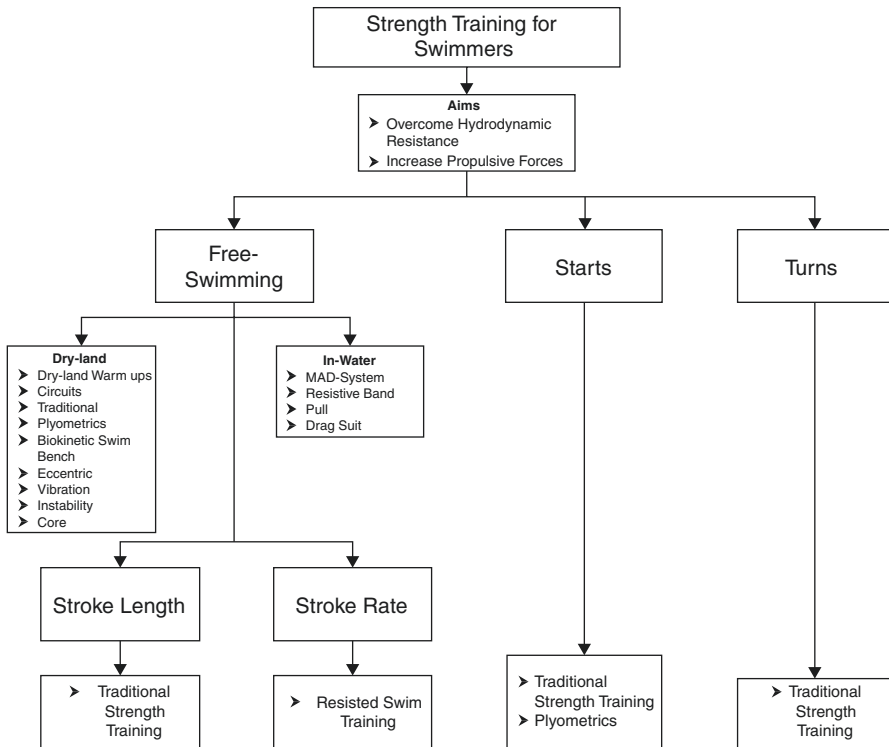 Strength Training for
Swimmers
Aims
➤ Overcome Hydrodynamic
Resistance
➤ Increase Propulsive Forces
Free-
Swimming
Starts
Turns
Dry-land
➤ Dry-land Warm ups
➤ Circuits
➤ Traditional
➤ Plyometrics
➤ Biokinetic Swim
Bench
➤ Eccentric
➤ Vibration
➤ Instability
➤ Core
In-Water
➤ MAD-System
➤ Resistive Band
➤ Pull
➤ Drag Suit
Stroke Length
Stroke Rate
➤ Traditional
Strength
Training
➤ Resisted Swim
Training
➤ Traditional
Strength Training
➤ Plyometrics
➤ Traditional
Strength
Training